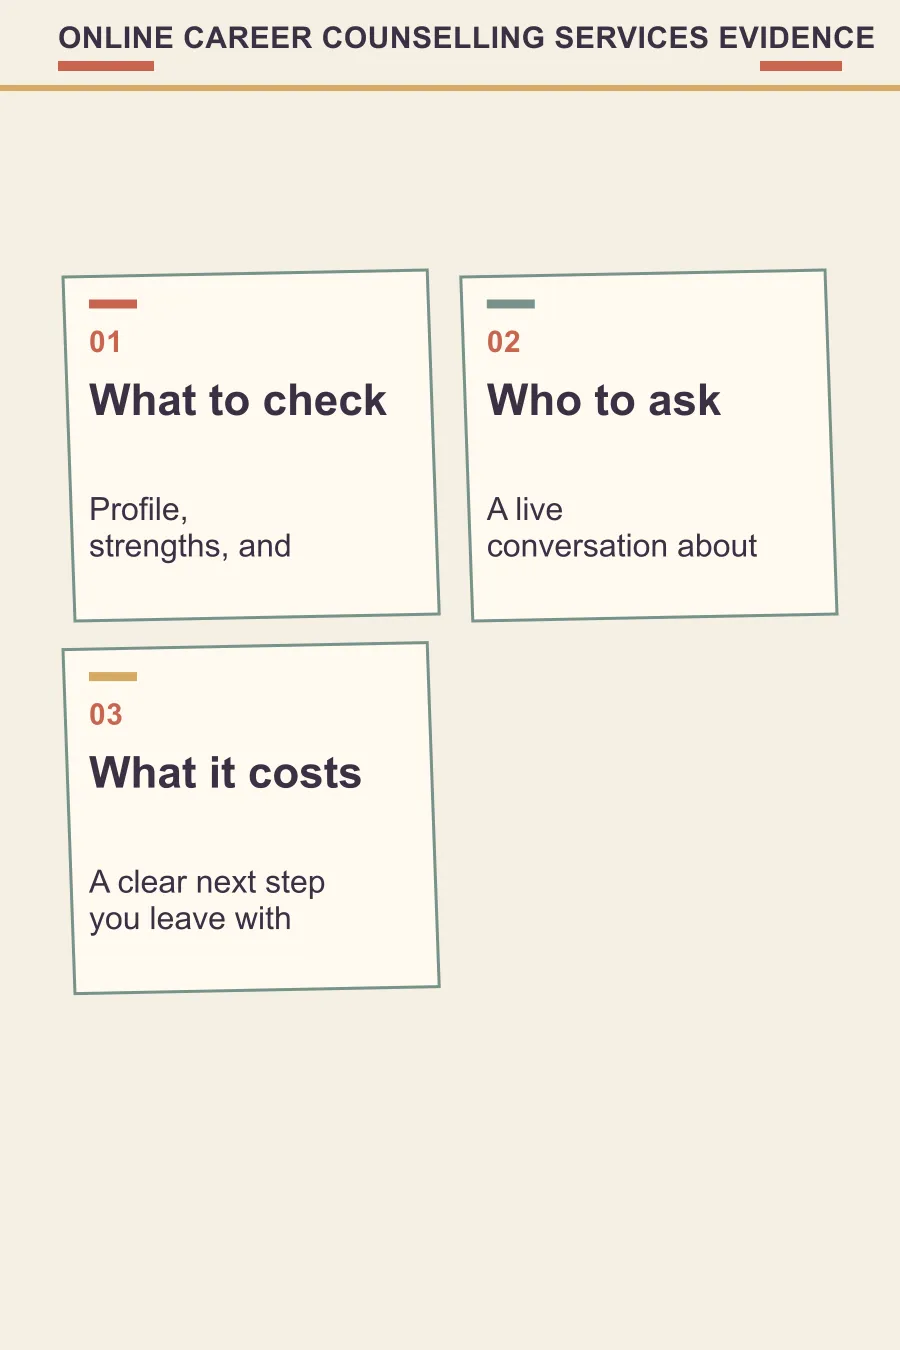 ONLINE CAREER COUNSELLING SERVICES EVIDENCE
01
What to check
Profile,
strengths, and
02
Who to ask
A live
conversation about
03
What it costs
A clear next step
you leave with